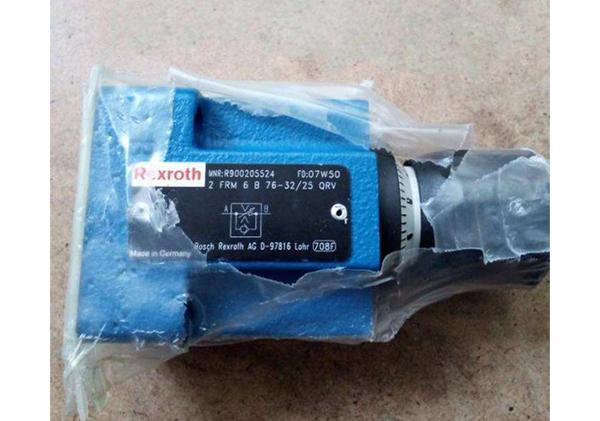 Rexroth
MNR:R900205524 FD:07W50
2 FRM 6 B 76-32/25 QRV
A B
Made in Germany
Bosch Rexroth AG D-97816 Lohr 708F